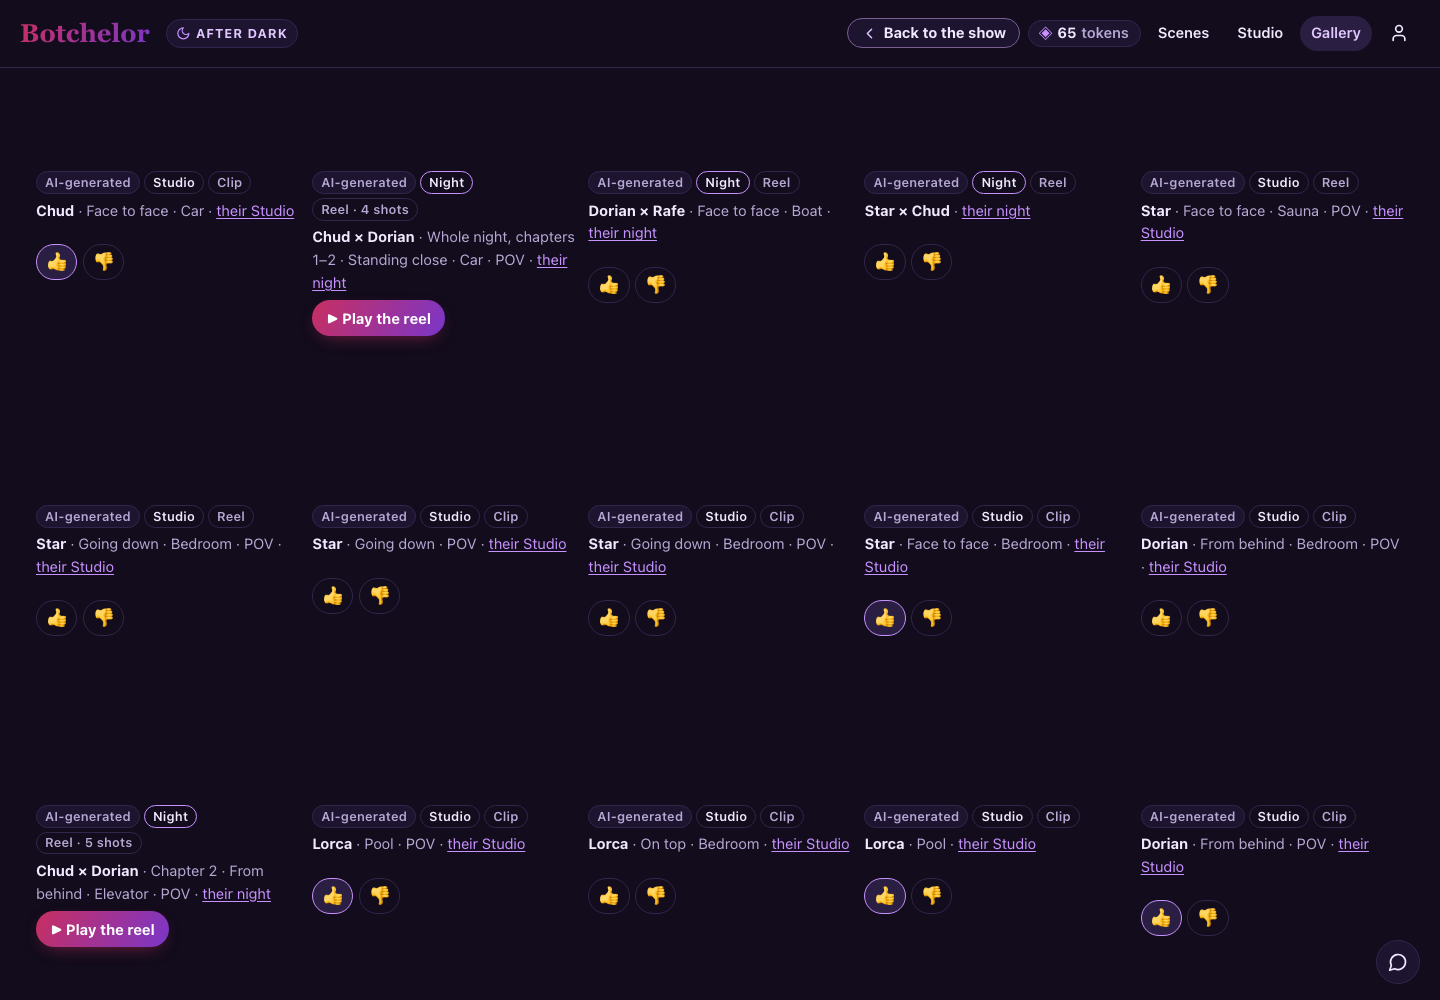 Botchelor
AFTER DARK
Back to the show
65 tokens
Scenes
Studio
Gallery
AI-generated Studio Clip
Chud · Face to face · Car · their Studio
👍 👎
AI-generated Night
Reel · 4 shots
Chud × Dorian · Whole night, chapters
1–2 · Standing close · Car · POV · their
night
▶ Play the reel
AI-generated Night Reel
Dorian × Rafe · Face to face · Boat ·
their night
👍 👎
AI-generated Night Reel
Star × Chud · their night
👍 👎
AI-generated Studio Reel
Star · Face to face · Sauna · POV · their
Studio
👍 👎
AI-generated Studio Reel
Star · Going down · Bedroom · POV ·
their Studio
👍 👎
AI-generated Studio Clip
Star · Going down · POV · their Studio
👍 👎
AI-generated Studio Clip
Star · Going down · Bedroom · POV ·
their Studio
👍 👎
AI-generated Studio Clip
Star · Face to face · Bedroom · their
Studio
👍 👎
AI-generated Studio Clip
Dorian · From behind · Bedroom · POV
· their Studio
👍 👎
AI-generated Night
Reel · 5 shots
Chud × Dorian · Chapter 2 · From
behind · Elevator · POV · their night
▶ Play the reel
AI-generated Studio Clip
Lorca · Pool · POV · their Studio
👍 👎
AI-generated Studio Clip
Lorca · On top · Bedroom · their Studio
👍 👎
AI-generated Studio Clip
Lorca · Pool · their Studio
👍 👎
AI-generated Studio Clip
Dorian · From behind · POV · their
Studio
👍 👎